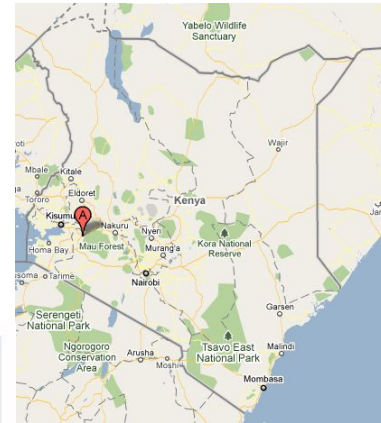 Yabelo Wildlife
Sanctuary
Wajir
Mbale
Kitale
Tororo
Eldoret
Kenya
Kisumu
Nakuru
Nyeri
Homa Bay
Mau Forest
Murang'a
Kora National
Reserve
Tarime
Nairobi
Serengeti
National Park
Garsen
Ngorogoro
Conservation
Area
Arusha
Moshi
Tsavo East
National Park
Malindi
Mombasa
A